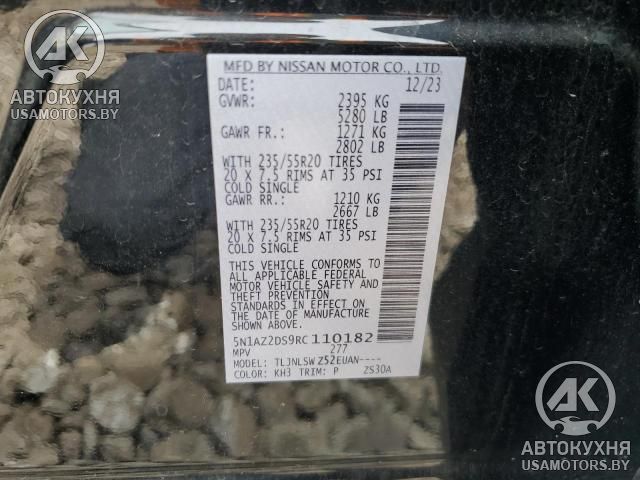 AK
АВТОКУХНЯ
USAMOTORS.BY
MFD BY NISSAN MOTOR CO., LTD.
DATE: 12/23
GVWR: 2395 KG
5280 LB
GAWR FR.: 1271 KG
2802 LB
WITH 235/55R20 TIRES
20 X 7.5 RIMS AT 35 PSI
COLD SINGLE
GAWR RR.: 1210 KG
2667 LB
WITH 235/55R20 TIRES
20 X 7.5 RIMS AT 35 PSI
COLD SINGLE
THIS VEHICLE CONFORMS TO
ALL APPLICABLE FEDERAL
MOTOR VEHICLE SAFETY AND
THEFT PREVENTION
STANDARDS IN EFFECT ON
THE DATE OF MANUFACTURE
SHOWN ABOVE.
5N1AZ2DS9RC110182
MPV 277
MODEL: TLJNLSWZ52EUAN----
COLOR: KH3 TRIM: P ZS30A
AK
АВТОКУХНЯ
USAMOTORS.BY